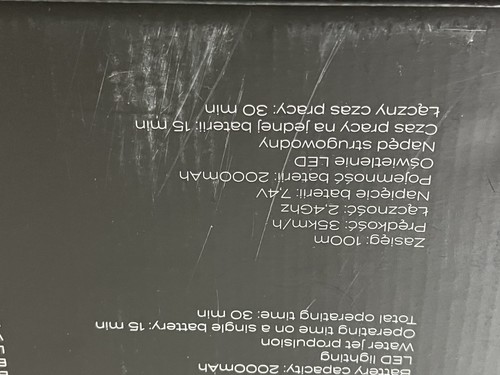 Zasięg: 100m
Prędkość: 35km/h
Łączność: 2,4Ghz
Napięcie baterii: 7,4V
Pojemność baterii: 2000mAh
Oświetlenie LED
Napęd strugowodny
Czas pracy na jednej baterii: 15 min
Łączny czas pracy: 30 min
Battery capacity: 2000mAh
LED lighting
Water jet propulsion
Operating time on a single battery: 15 min
Total operating time: 30 min